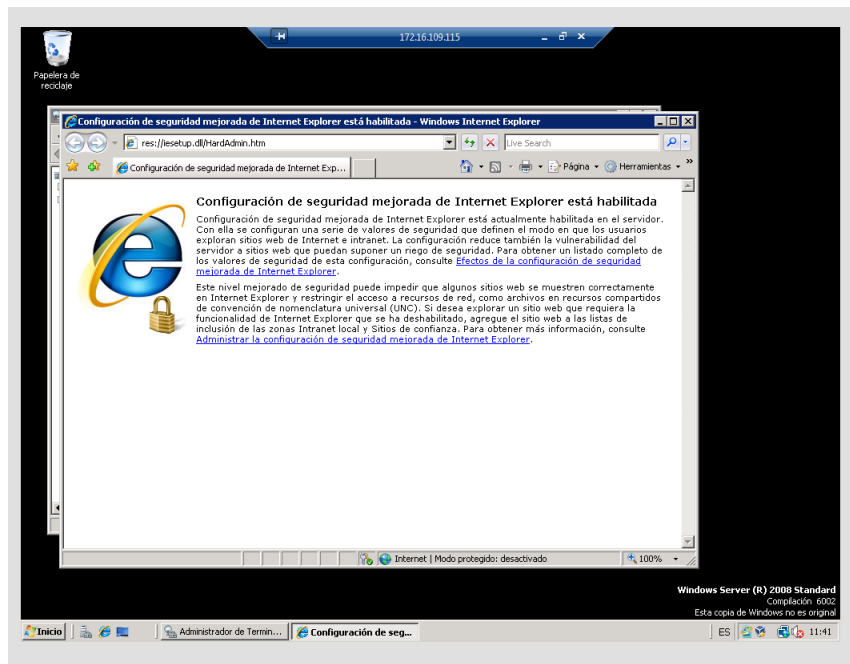 172.16.109.115
Papelera de
reciclaje
Configuración de seguridad mejorada de Internet Explorer está habilitada - Windows Internet Explorer
res://iesetup.dll/HardAdmin.htm
Live Search
Configuración de seguridad mejorada de Internet Exp...
Página
Herramientas
Configuración de seguridad mejorada de Internet Explorer está habilitada
Configuración de seguridad mejorada de Internet Explorer está actualmente habilitada en el servidor.
Con ella se configuran una serie de valores de seguridad que definen el modo en que los usuarios
exploran sitios web de Internet e intranet. La configuración reduce también la vulnerabilidad del
servidor a sitios web que puedan suponer un riego de seguridad. Para obtener un listado completo de
los valores de seguridad de esta configuración, consulte Efectos de la configuración de seguridad
mejorada de Internet Explorer.
Este nivel mejorado de seguridad puede impedir que algunos sitios web se muestren correctamente
en Internet Explorer y restringir el acceso a recursos de red, como archivos en recursos compartidos
de convención de nomenclatura universal (UNC). Si desea explorar un sitio web que requiera la
funcionalidad de Internet Explorer que se ha deshabilitado, agregue el sitio web a las listas de
inclusión de las zonas Intranet local y Sitios de confianza. Para obtener más información, consulte
Administrar la configuración de seguridad mejorada de Internet Explorer.
Internet | Modo protegido: desactivado
100%
Windows Server (R) 2008 Standard
Compilación 6002
Esta copia de Windows no es original
Inicio
Administrador de Termin...
Configuración de seg...
ES
11:41